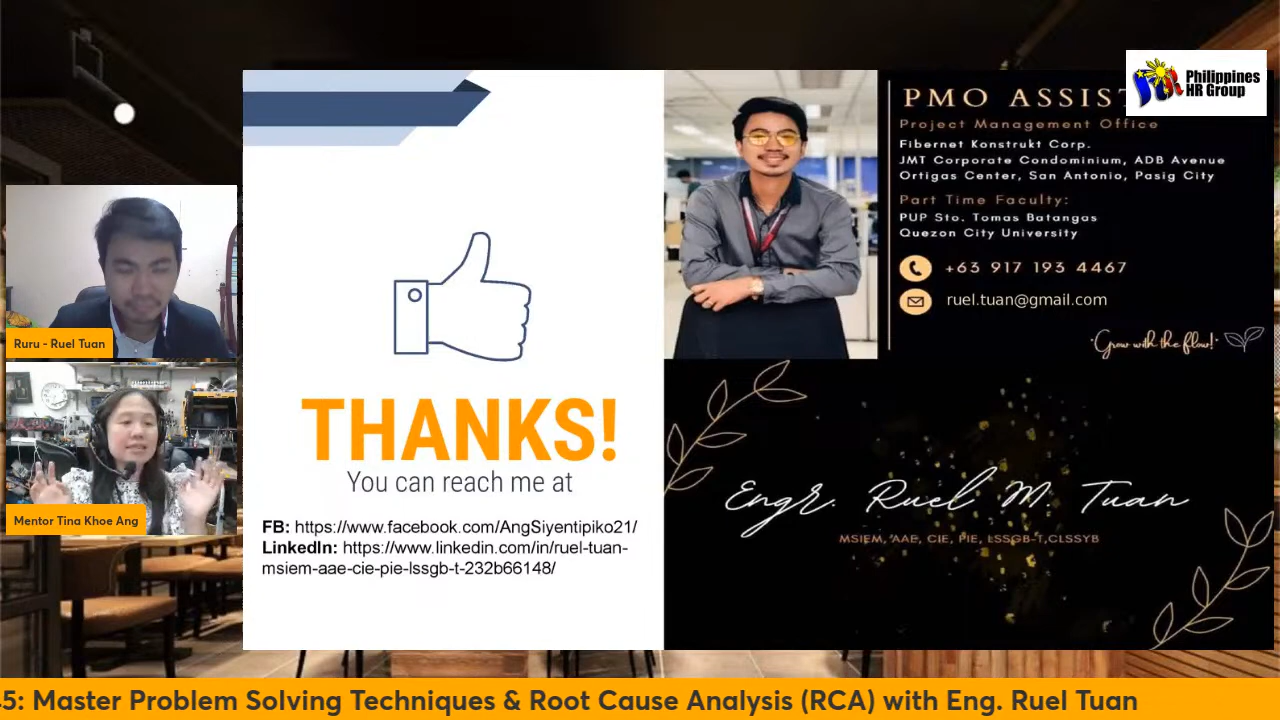 Philippines
HR Group
PMO ASSIST
Project Management Office
Fibernet Konstrukt Corp.
JMT Corporate Condominium, ADB Avenue
Ortigas Center, San Antonio, Pasig City
Part Time Faculty:
PUP Sto. Tomas Batangas
Quezon City University
+63 917 193 4467
ruel.tuan@gmail.com
"Grow with the flow!"
Ruru - Ruel Tuan
Mentor Tina Khoe Ang
THANKS!
You can reach me at
FB: https://www.facebook.com/AngSiyentipiko21/
LinkedIn: https://www.linkedin.com/in/ruel-tuan-
msiem-aae-cie-pie-lssgb-t-232b66148/
Engr. Ruel M. Tuan
MSIEM, AAE, CIE, PIE, LSSGB-T,CLSSYB
5: Master Problem Solving Techniques & Root Cause Analysis (RCA) with Eng. Ruel Tuan